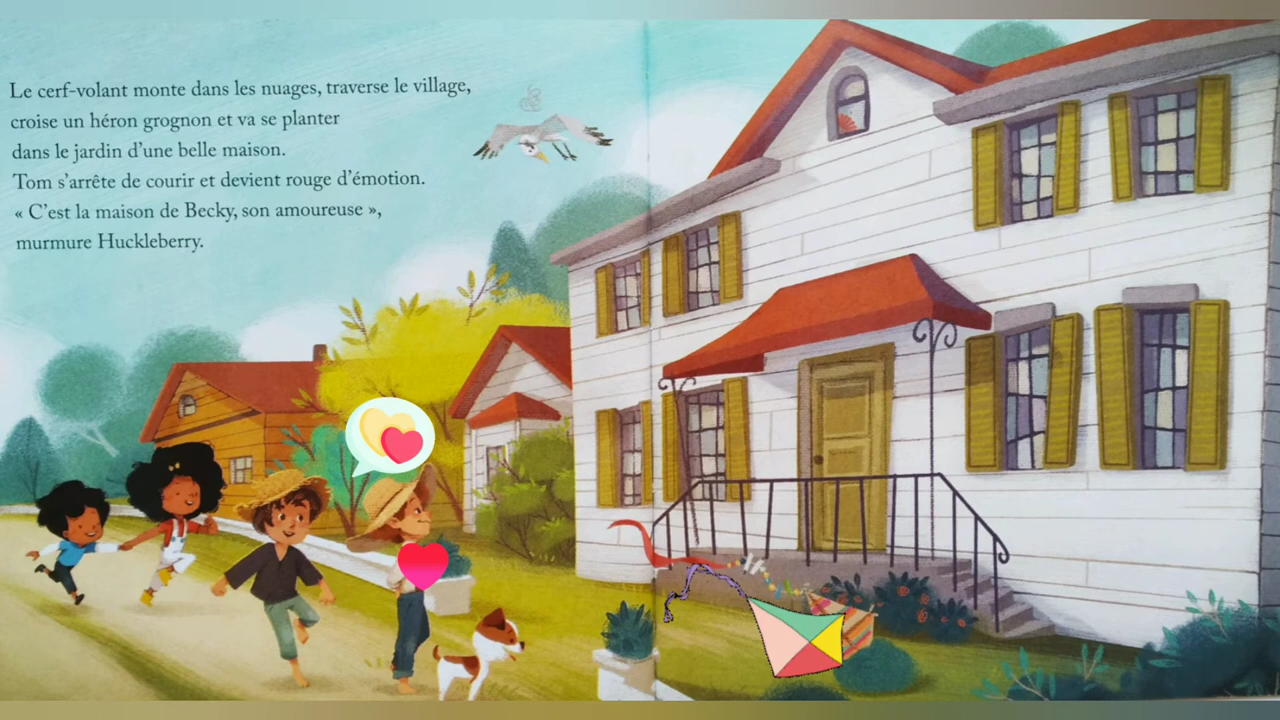 Le cerf-volant monte dans les nuages, traverse le village,
croise un héron grognon et va se planter
dans le jardin d’une belle maison.
Tom s’arrête de courir et devient rouge d’émotion.
« C’est la maison de Becky, son amoureuse »,
murmure Huckleberry.